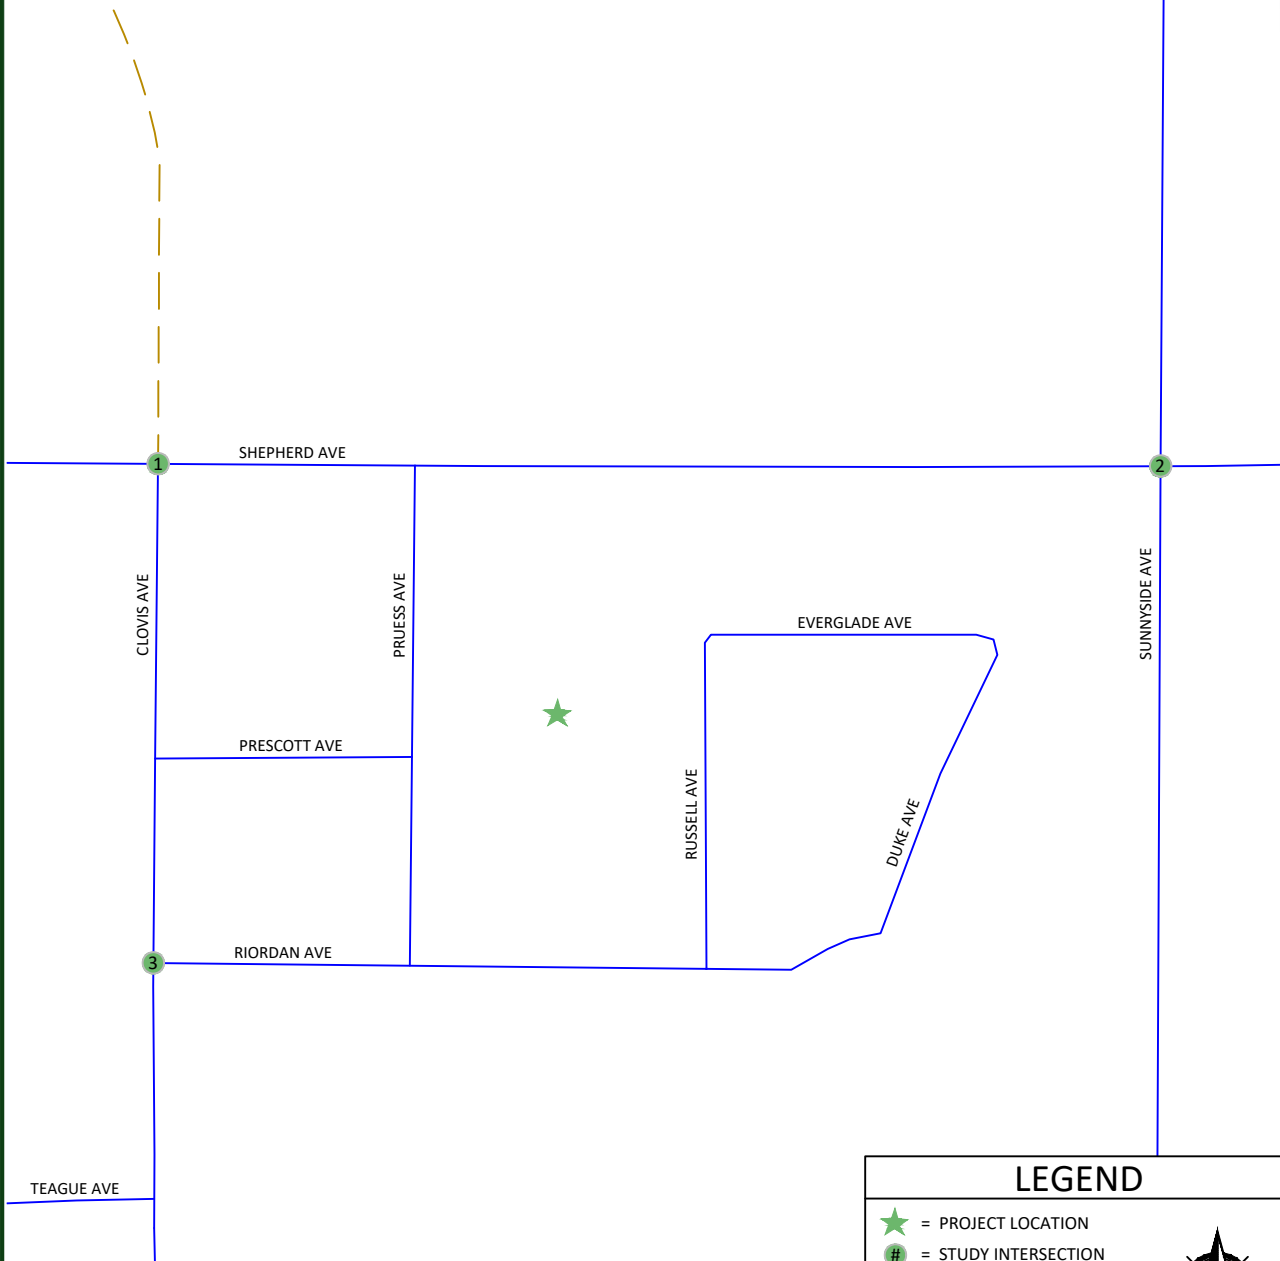 SHEPHERD AVE
1
2
CLOVIS AVE
PRUESS AVE
SUNNYSIDE AVE
EVERGLADE AVE
PRESCOTT AVE
RUSSELL AVE
DUKE AVE
RIORDAN AVE
3
TEAGUE AVE
LEGEND
= PROJECT LOCATION
# = STUDY INTERSECTION